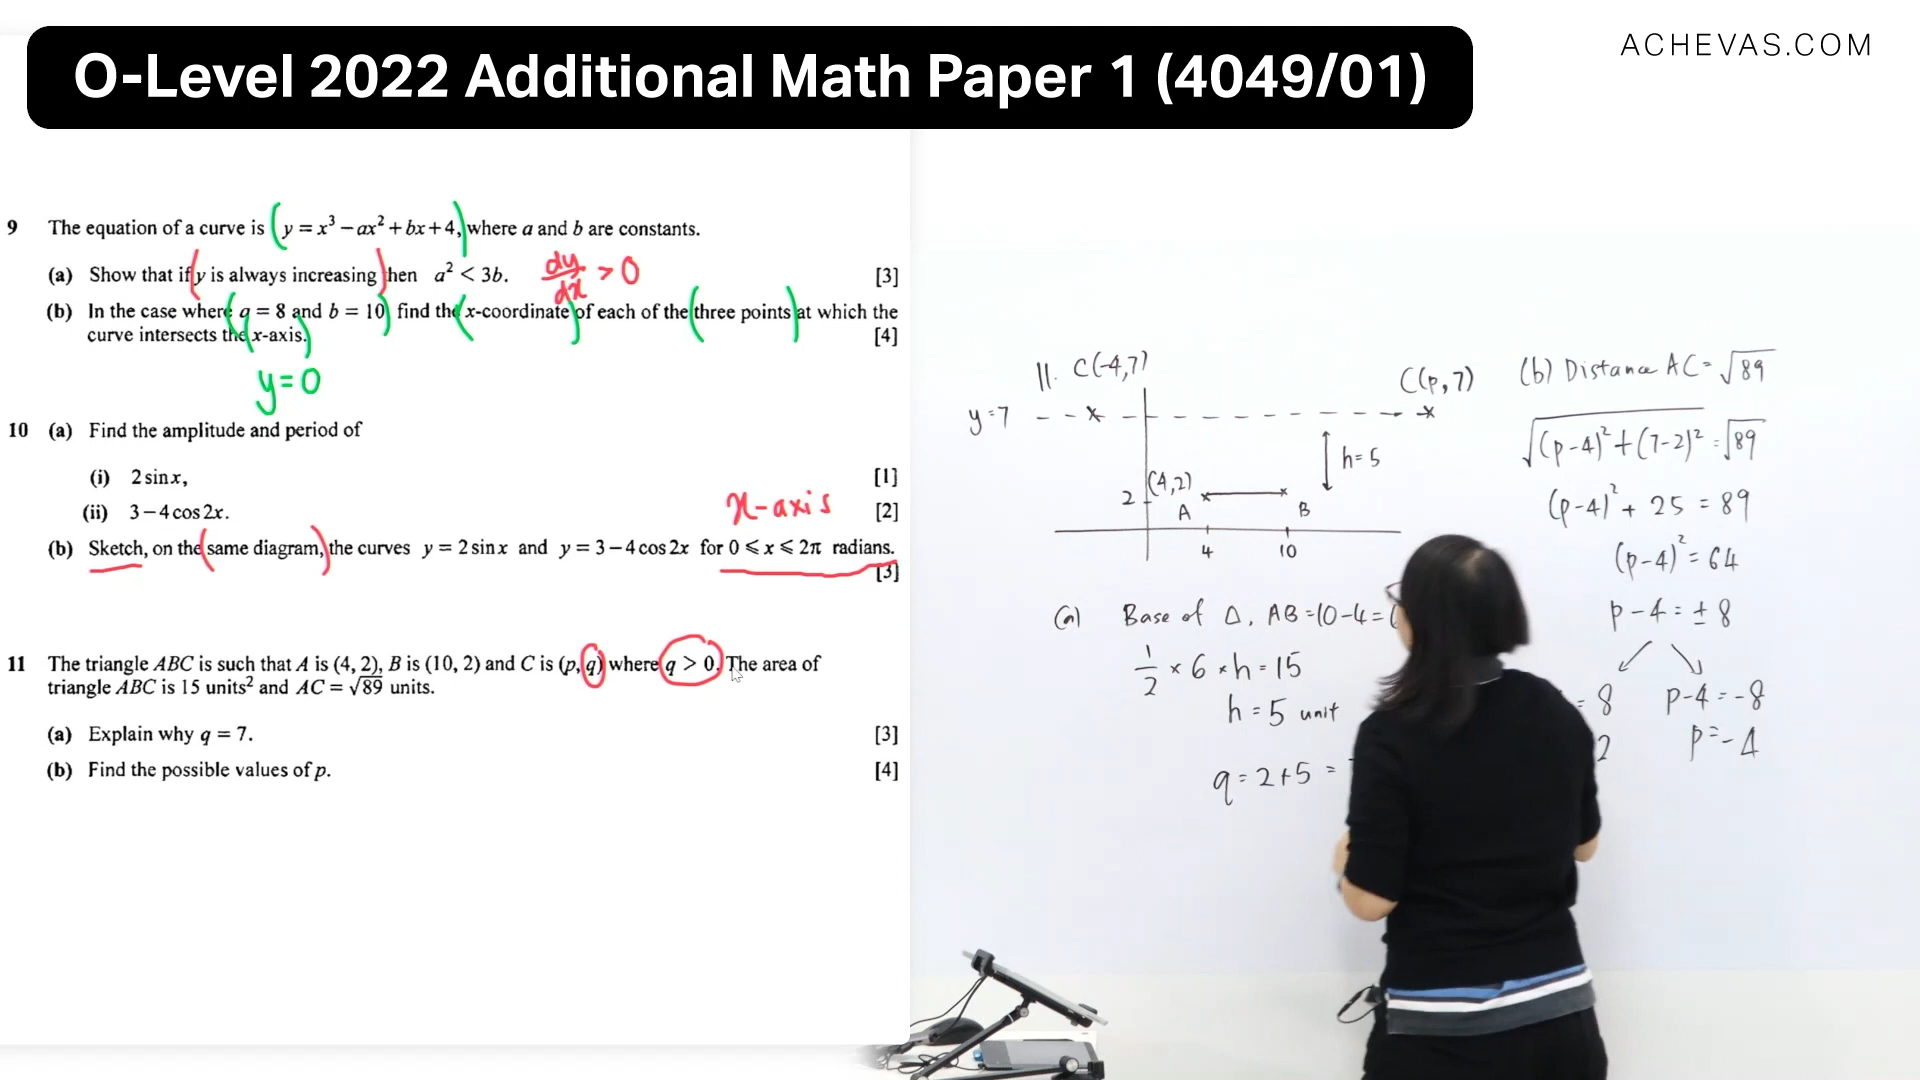 O-Level 2022 Additional Math Paper 1 (4049/01)
ACHEVAS.COM
9 The equation of a curve is y = x³ − ax² + bx + 4, where a and b are constants.
(a) Show that if y is always increasing then a² < 3b. [3]
dy/dx > 0
(b) In the case where a = 8 and b = 10 find the x-coordinate of each of the three points at which the
curve intersects the x-axis. [4]
y=0
10 (a) Find the amplitude and period of
(i) 2 sin x, [1]
(ii) 3 − 4 cos 2x. [2]
x-axis
(b) Sketch, on the same diagram, the curves y = 2 sin x and y = 3 − 4 cos 2x for 0 ⩽ x ⩽ 2π radians.
[3]
11 The triangle ABC is such that A is (4, 2), B is (10, 2) and C is (p, q) where q > 0. The area of
triangle ABC is 15 units² and AC = √89 units.
(a) Explain why q = 7. [3]
(b) Find the possible values of p. [4]
11. C(-4,7)
C(p,7)
y=7
h=5
(4,2)
2
A
B
4 10
(a) Base of Δ, AB=10-4=
1/2 × 6 × h = 15
h = 5 unit
q = 2+5 =
(b) Distance AC = √89
√(p-4)² + (7-2)² = √89
(p-4)² + 25 = 89
(p-4)² = 64
p-4 = ± 8
= 8 p-4 = -8
2 p = -4